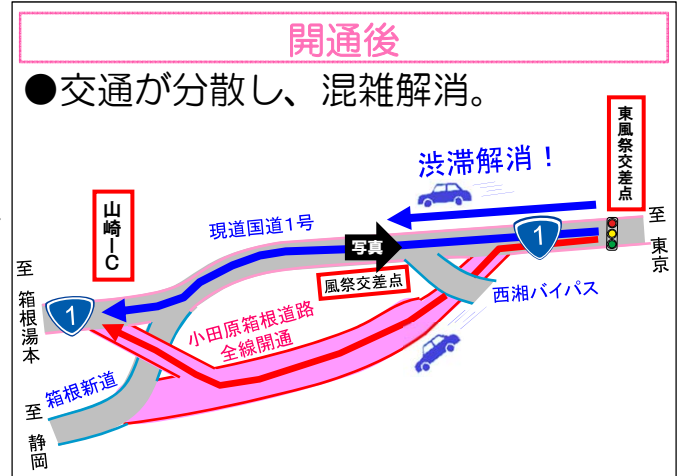 開通後
●交通が分散し、混雑解消。
東風祭交差点
渋滞解消！
山崎IC
現道国道1号
写真
1
至 東京
風祭交差点
西湘バイパス
至 箱根湯本
1
小田原箱根道路
全線開通
箱根新道
至 静岡